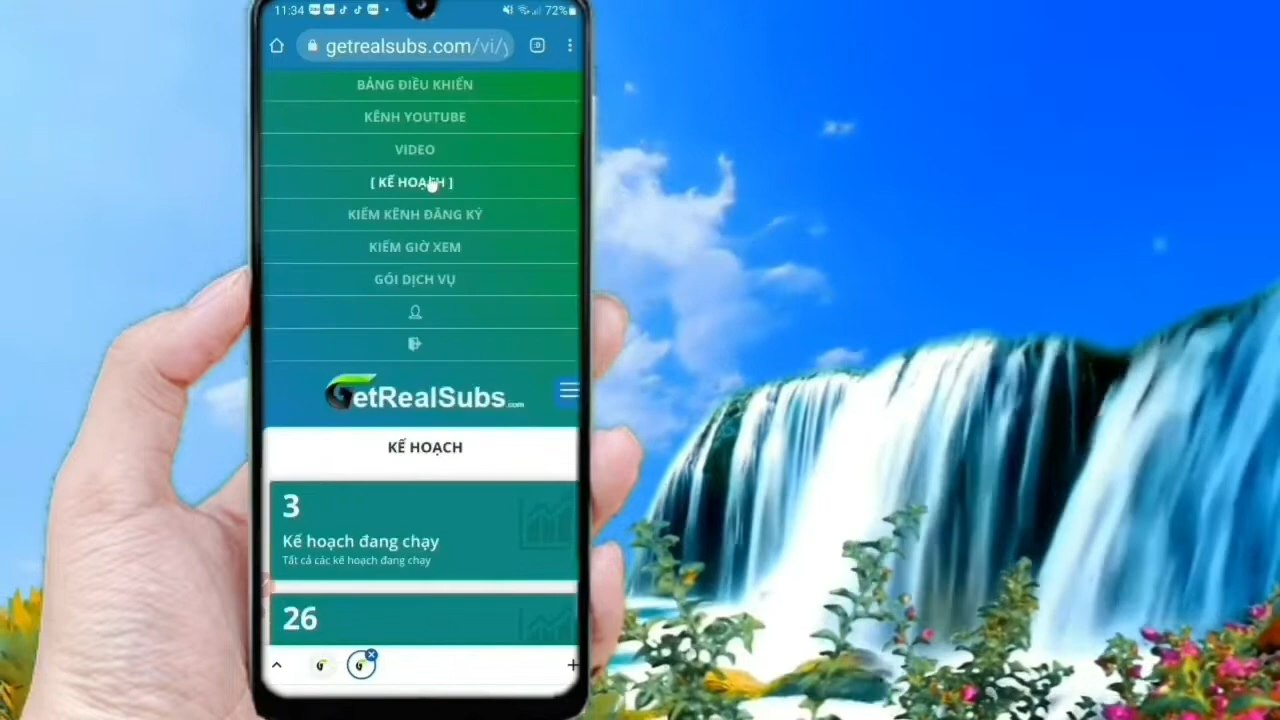 11:34
72%
getrealsubs.com/vi/y
BẢNG ĐIỀU KHIỂN
KÊNH YOUTUBE
VIDEO
[ KẾ HOẠCH ]
KIẾM KÊNH ĐĂNG KÝ
KIẾM GIỜ XEM
GÓI DỊCH VỤ
GetRealSubs.com
KẾ HOẠCH
3
Kế hoạch đang chạy
Tất cả các kế hoạch đang chạy
26